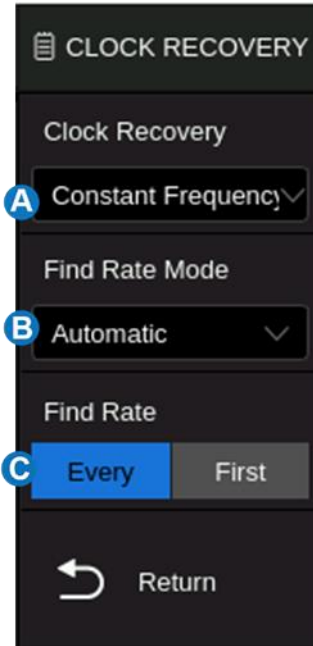 CLOCK RECOVERY
Clock Recovery
A
Constant Frequency
Find Rate Mode
B
Automatic
Find Rate
C
Every First
Return